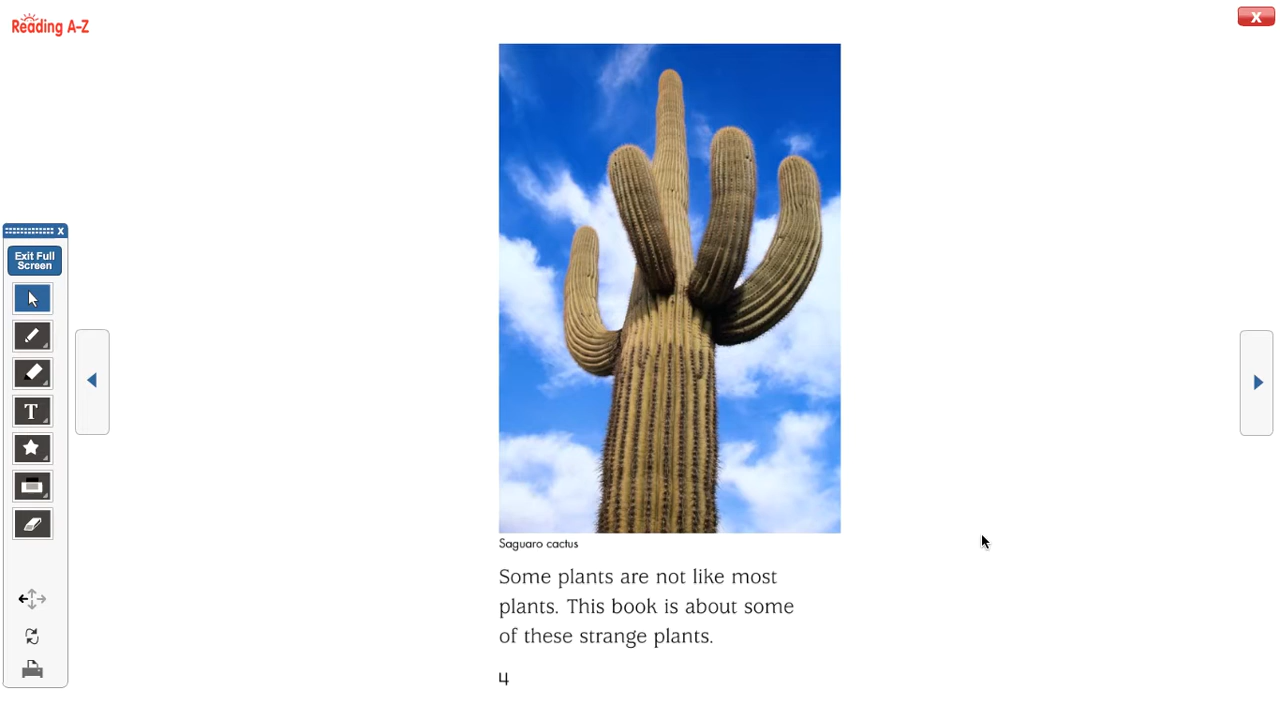 Reading A-Z
X
x
Exit Full
Screen
T
Saguaro cactus
Some plants are not like most
plants. This book is about some
of these strange plants.
4